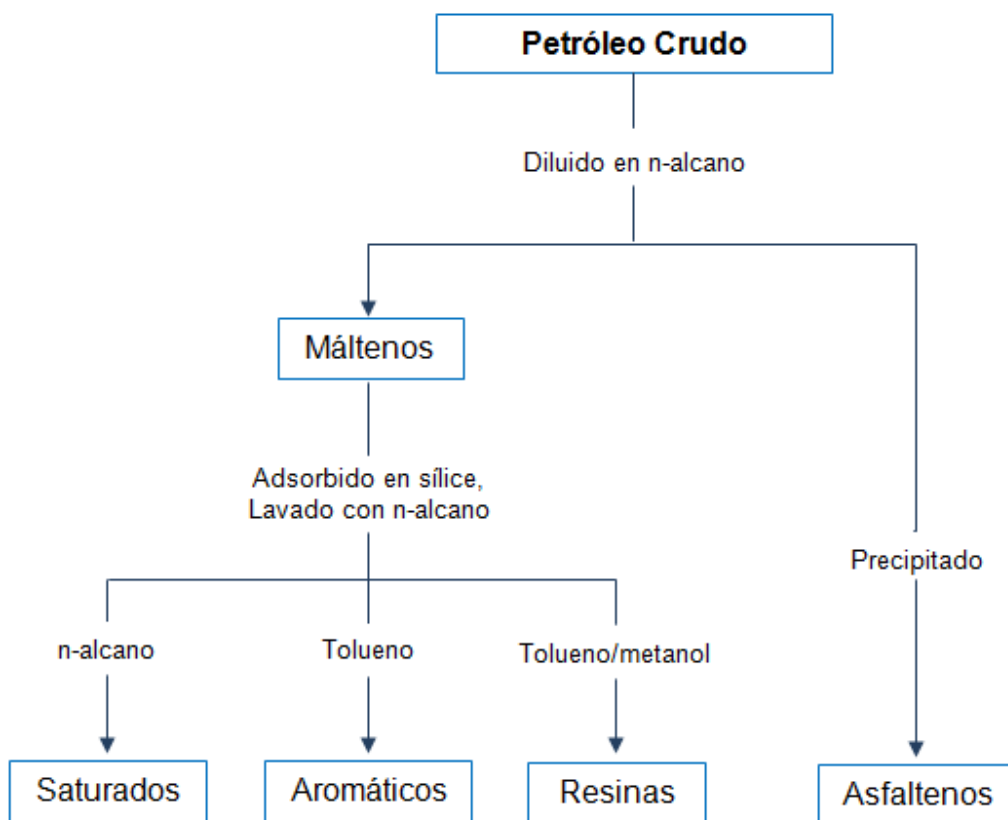 Petróleo Crudo
Diluido en n-alcano
Máltenos
Adsorbido en sílice,
Lavado con n-alcano
Precipitado
n-alcano
Tolueno
Tolueno/metanol
Saturados
Aromáticos
Resinas
Asfaltenos